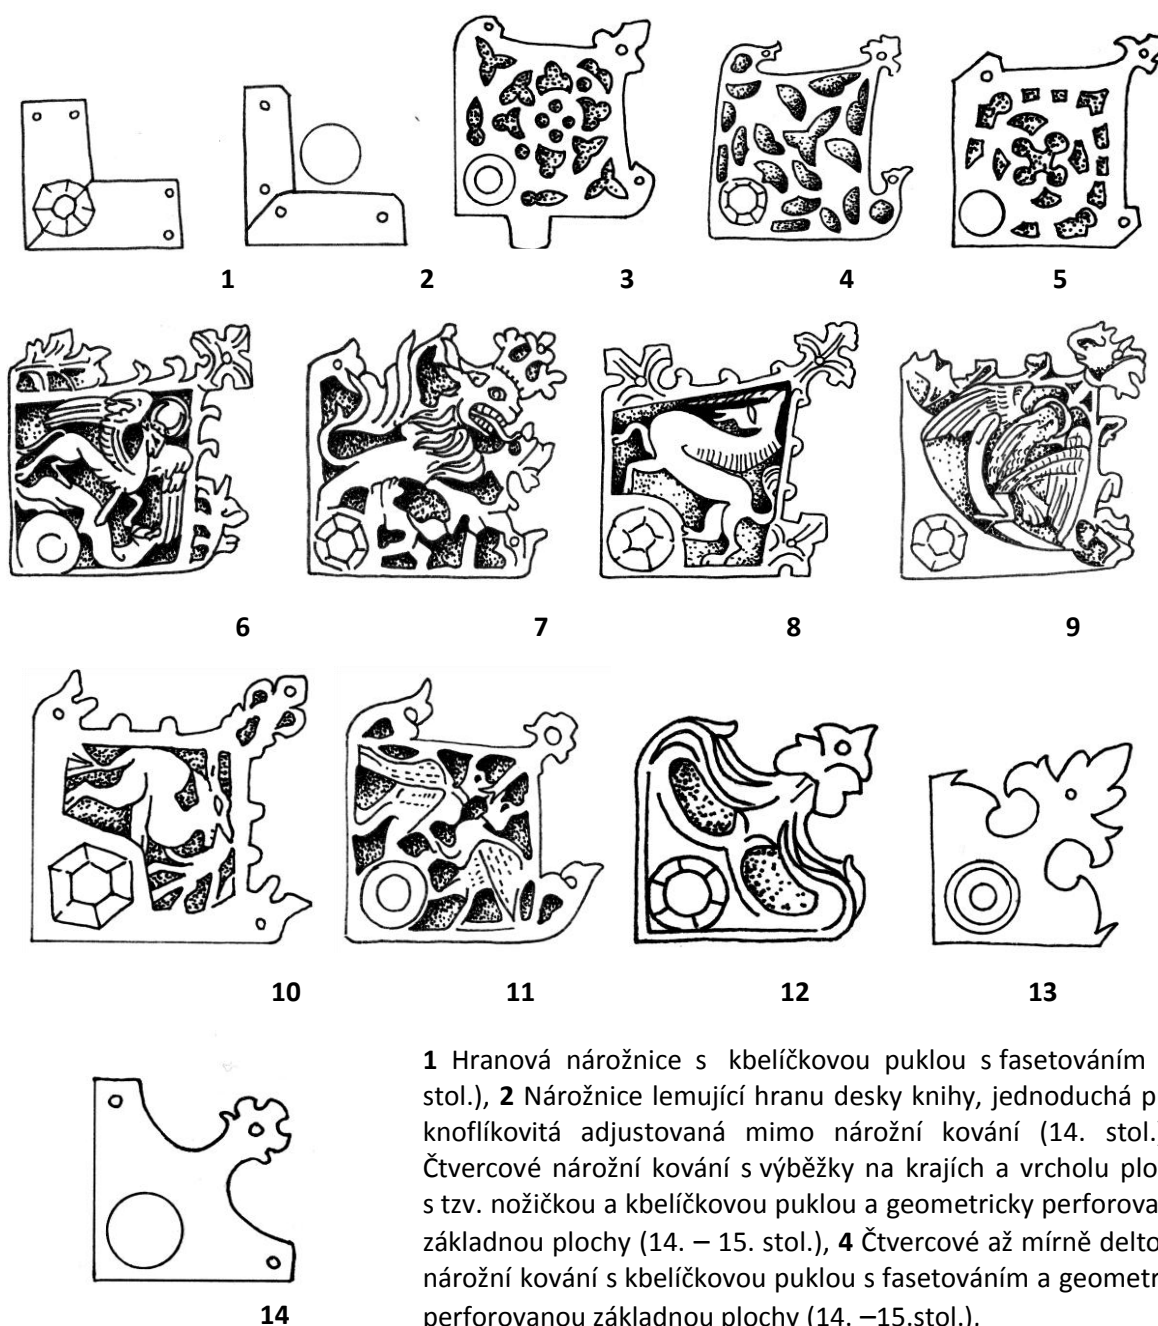 1
2
3
4
5
6
7
8
9
10
11
12
13
14
1 Hranová nárožnice s kbelíčkovou puklou s fasetováním
stol.), 2 Nárožnice lemující hranu desky knihy, jednoduchá p
knoflíkovitá adjustovaná mimo nárožní kování (14. stol.
Čtvercové nárožní kování s výběžky na krajích a vrcholu plo
s tzv. nožičkou a kbelíčkovou puklou a geometricky perforova
základnou plochy (14. – 15. stol.), 4 Čtvercové až mírně delto
nárožní kování s kbelíčkovou puklou s fasetováním a geometr
perforovanou základnou plochy (14. –15.stol.).